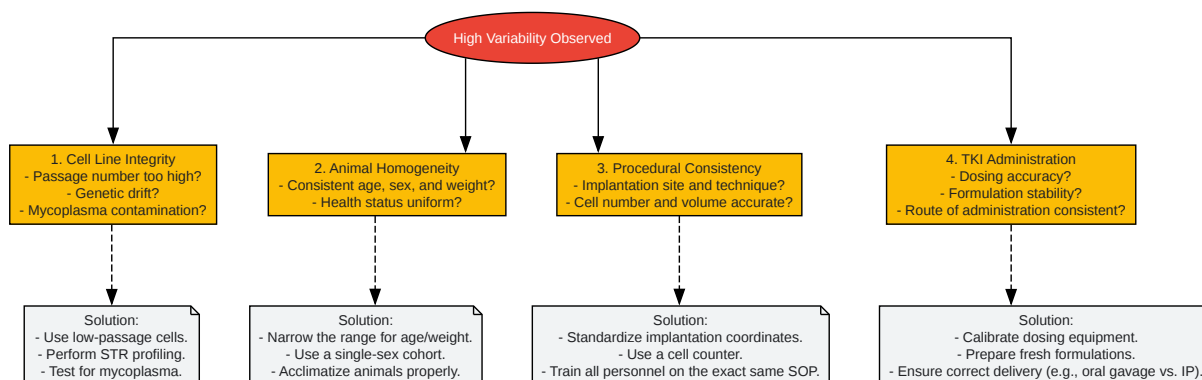 High Variability Observed
1. Cell Line Integrity
- Passage number too high?
- Genetic drift?
- Mycoplasma contamination?
2. Animal Homogeneity
- Consistent age, sex, and weight?
- Health status uniform?
3. Procedural Consistency
- Implantation site and technique?
- Cell number and volume accurate?
4. TKI Administration
- Dosing accuracy?
- Formulation stability?
- Route of administration consistent?
Solution:
- Use low-passage cells.
- Perform STR profiling.
- Test for mycoplasma.
Solution:
- Narrow the range for age/weight.
- Use a single-sex cohort.
- Acclimatize animals properly.
Solution:
- Standardize implantation coordinates.
- Use a cell counter.
- Train all personnel on the exact same SOP.
Solution:
- Calibrate dosing equipment.
- Prepare fresh formulations.
- Ensure correct delivery (e.g., oral gavage vs. IP).